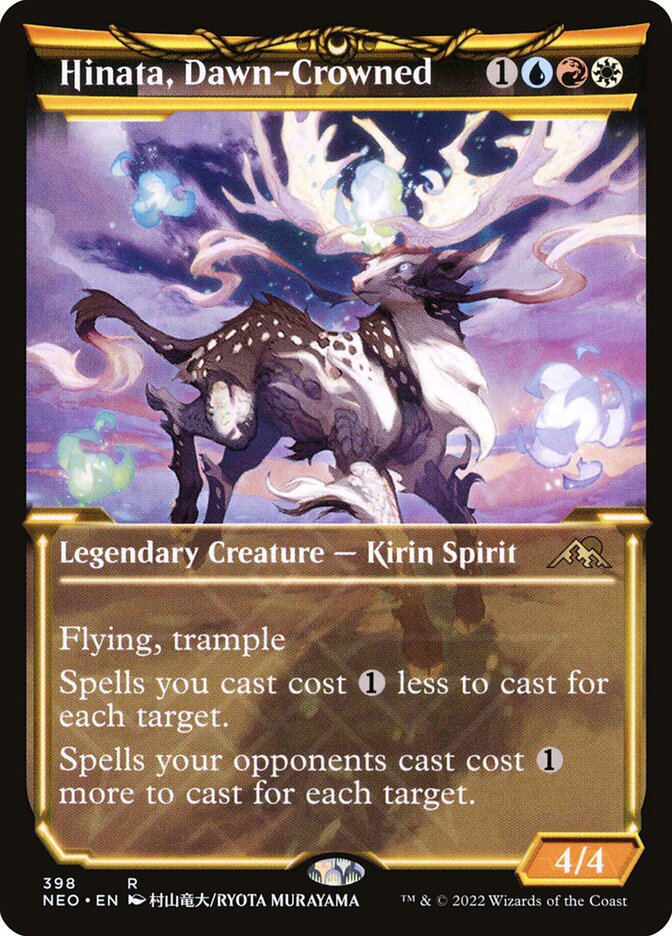 Hinata, Dawn-Crowned 1
Legendary Creature — Kirin Spirit
Flying, trample
Spells you cast cost 1 less to cast for
each target.
Spells your opponents cast cost 1
more to cast for each target.
4/4
398 R
NEO • EN 村山竜大/RYOTA MURAYAMA
™ & © 2022 Wizards of the Coast